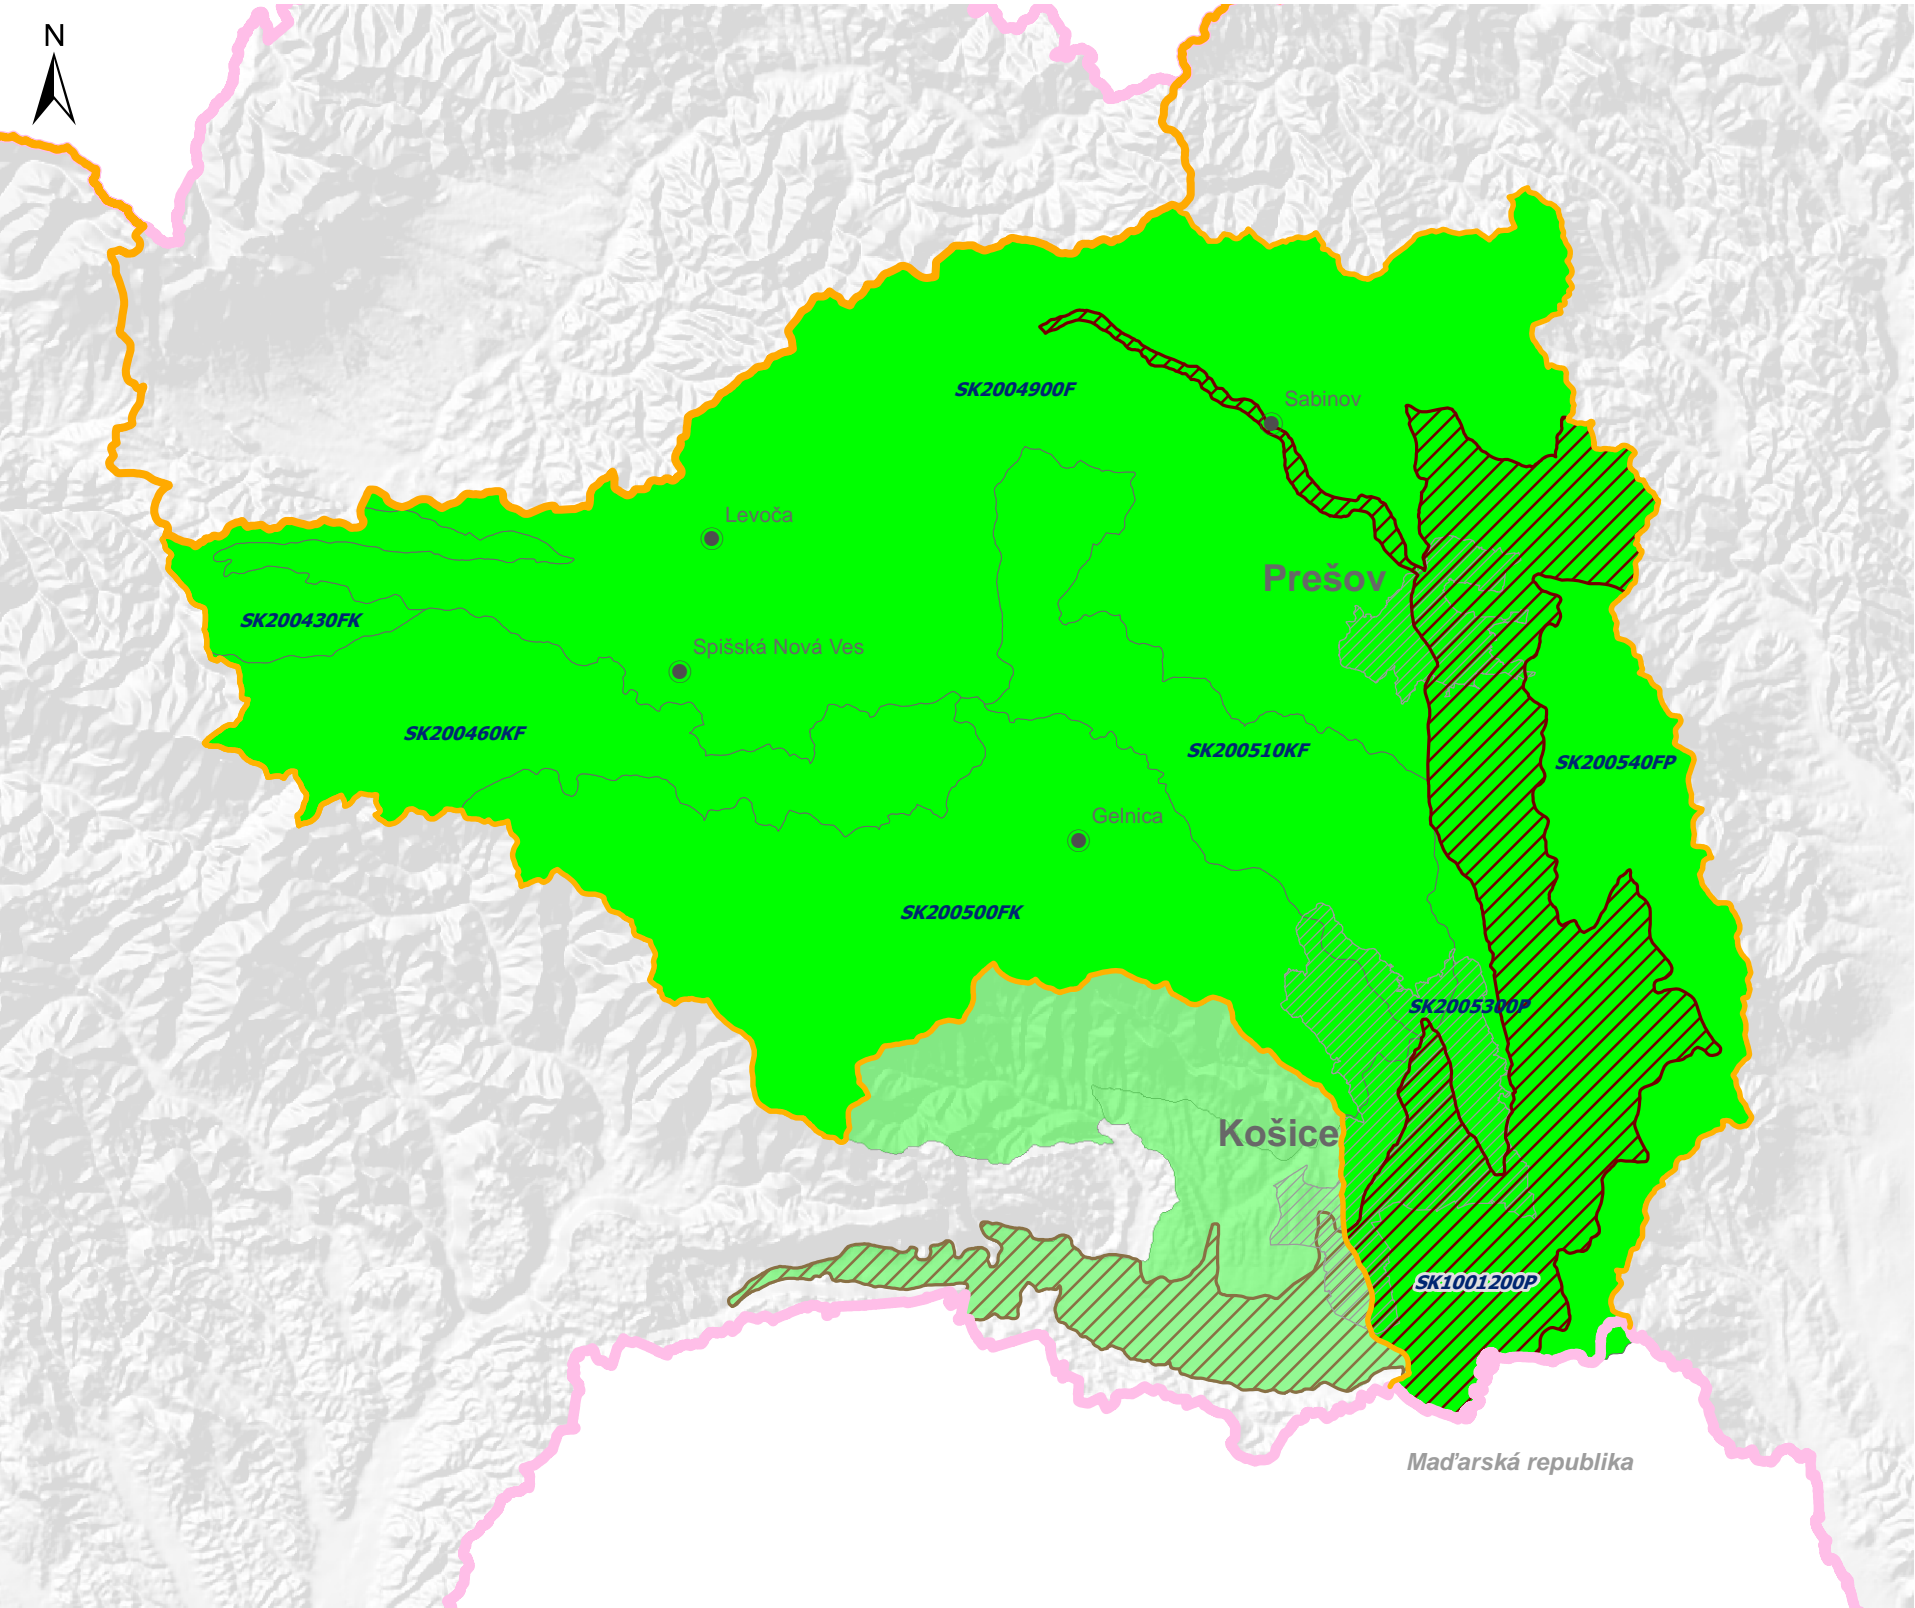 N
SK2004900F
Sabinov
Levoča
Prešov
SK200430FK
Spišská Nová Ves
SK200460KF
SK200510KF
SK200540FP
Gelnica
SK200500FK
SK2005300P
Košice
SK1001200P
Maďarská republika